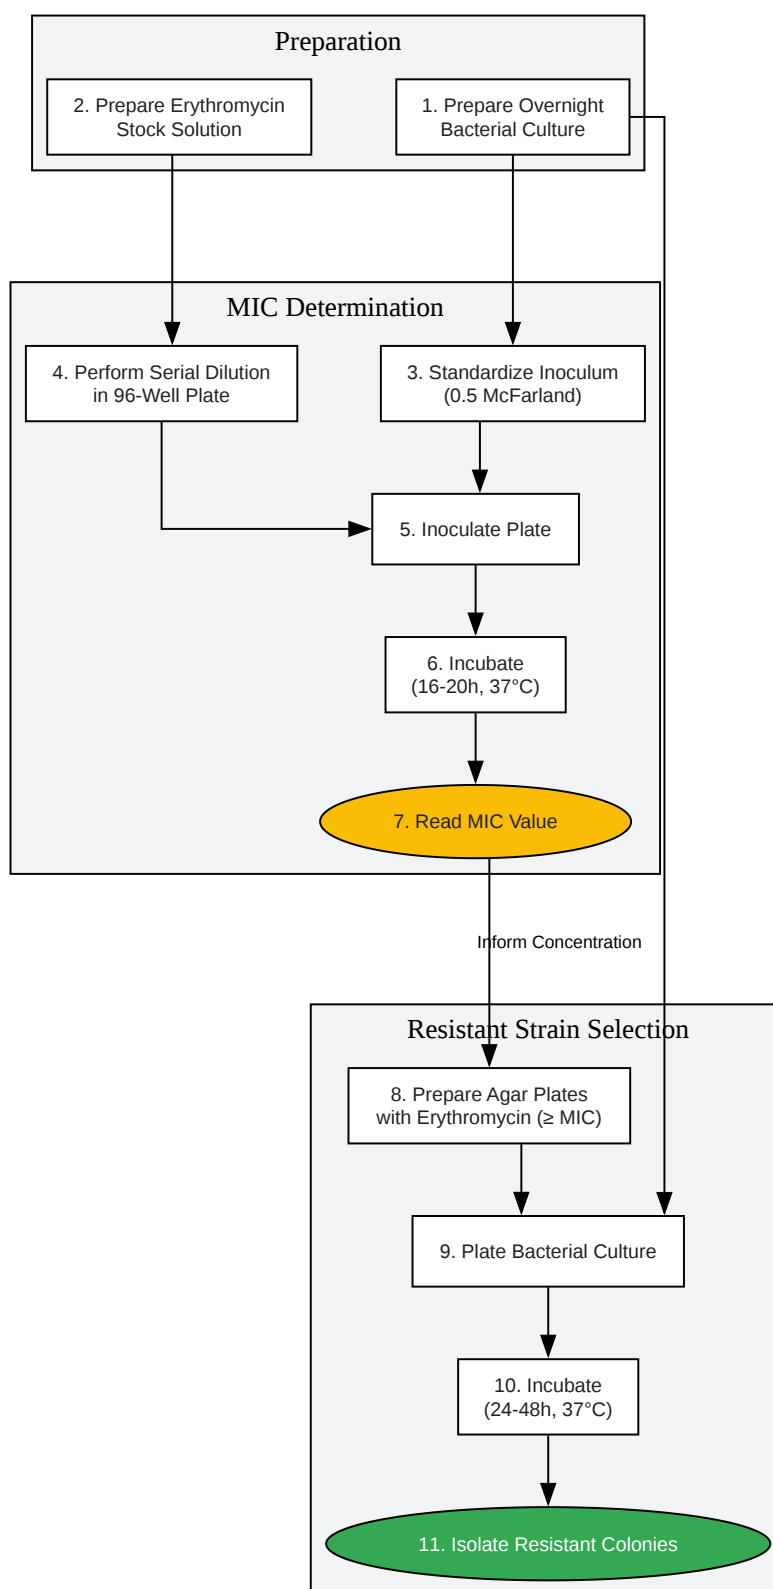 Preparation
2. Prepare Erythromycin
Stock Solution
1. Prepare Overnight
Bacterial Culture
MIC Determination
4. Perform Serial Dilution
in 96-Well Plate
3. Standardize Inoculum
(0.5 McFarland)
5. Inoculate Plate
6. Incubate
(16-20h, 37°C)
7. Read MIC Value
Inform Concentration
Resistant Strain Selection
8. Prepare Agar Plates
with Erythromycin (≥ MIC)
9. Plate Bacterial Culture
10. Incubate
(24-48h, 37°C)
11. Isolate Resistant Colonies